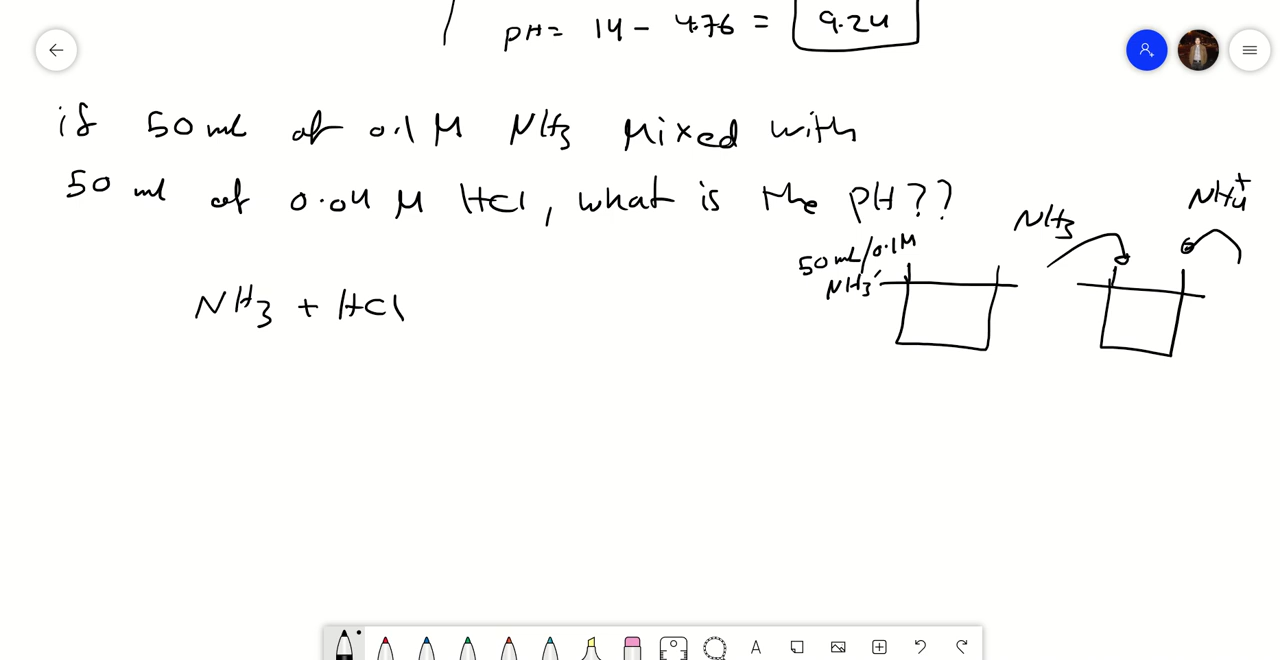 pH = 14 - 4.76 = 9.24
if 50 ml of 0.1 M NH3 Mixed with
50 ml of 0.04 M HCl, what is the pH??
NH3
NH4+
50 ml/0.1M
NH3
NH3 + HCl
A